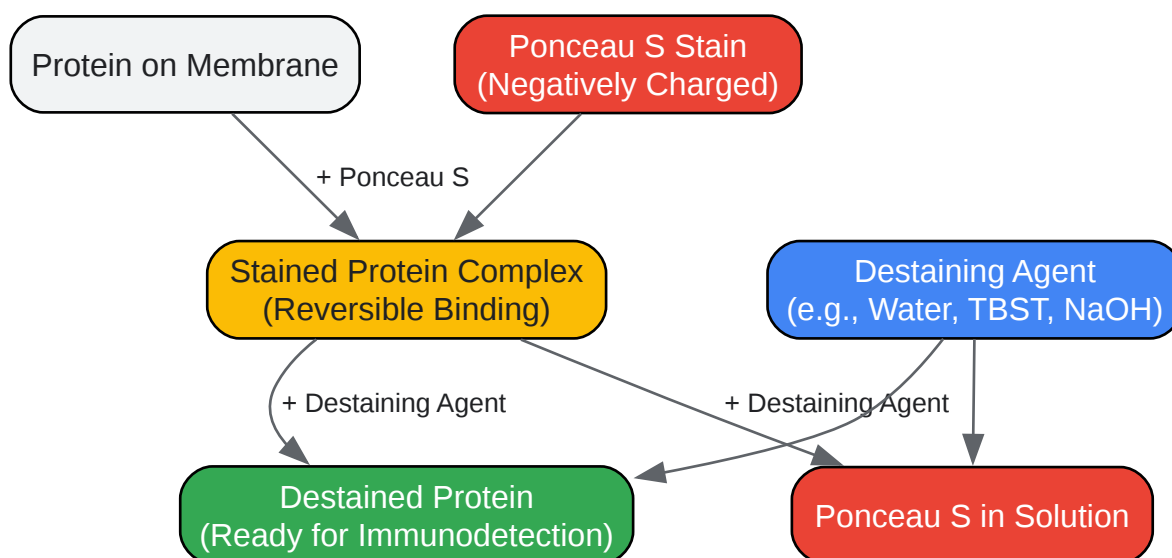 Protein on Membrane
Ponceau S Stain
(Negatively Charged)
+ Ponceau S
Stained Protein Complex
(Reversible Binding)
Destaining Agent
(e.g., Water, TBST, NaOH)
+ Destaining Agent
+ Destaining Agent
Destained Protein
(Ready for Immunodetection)
Ponceau S in Solution